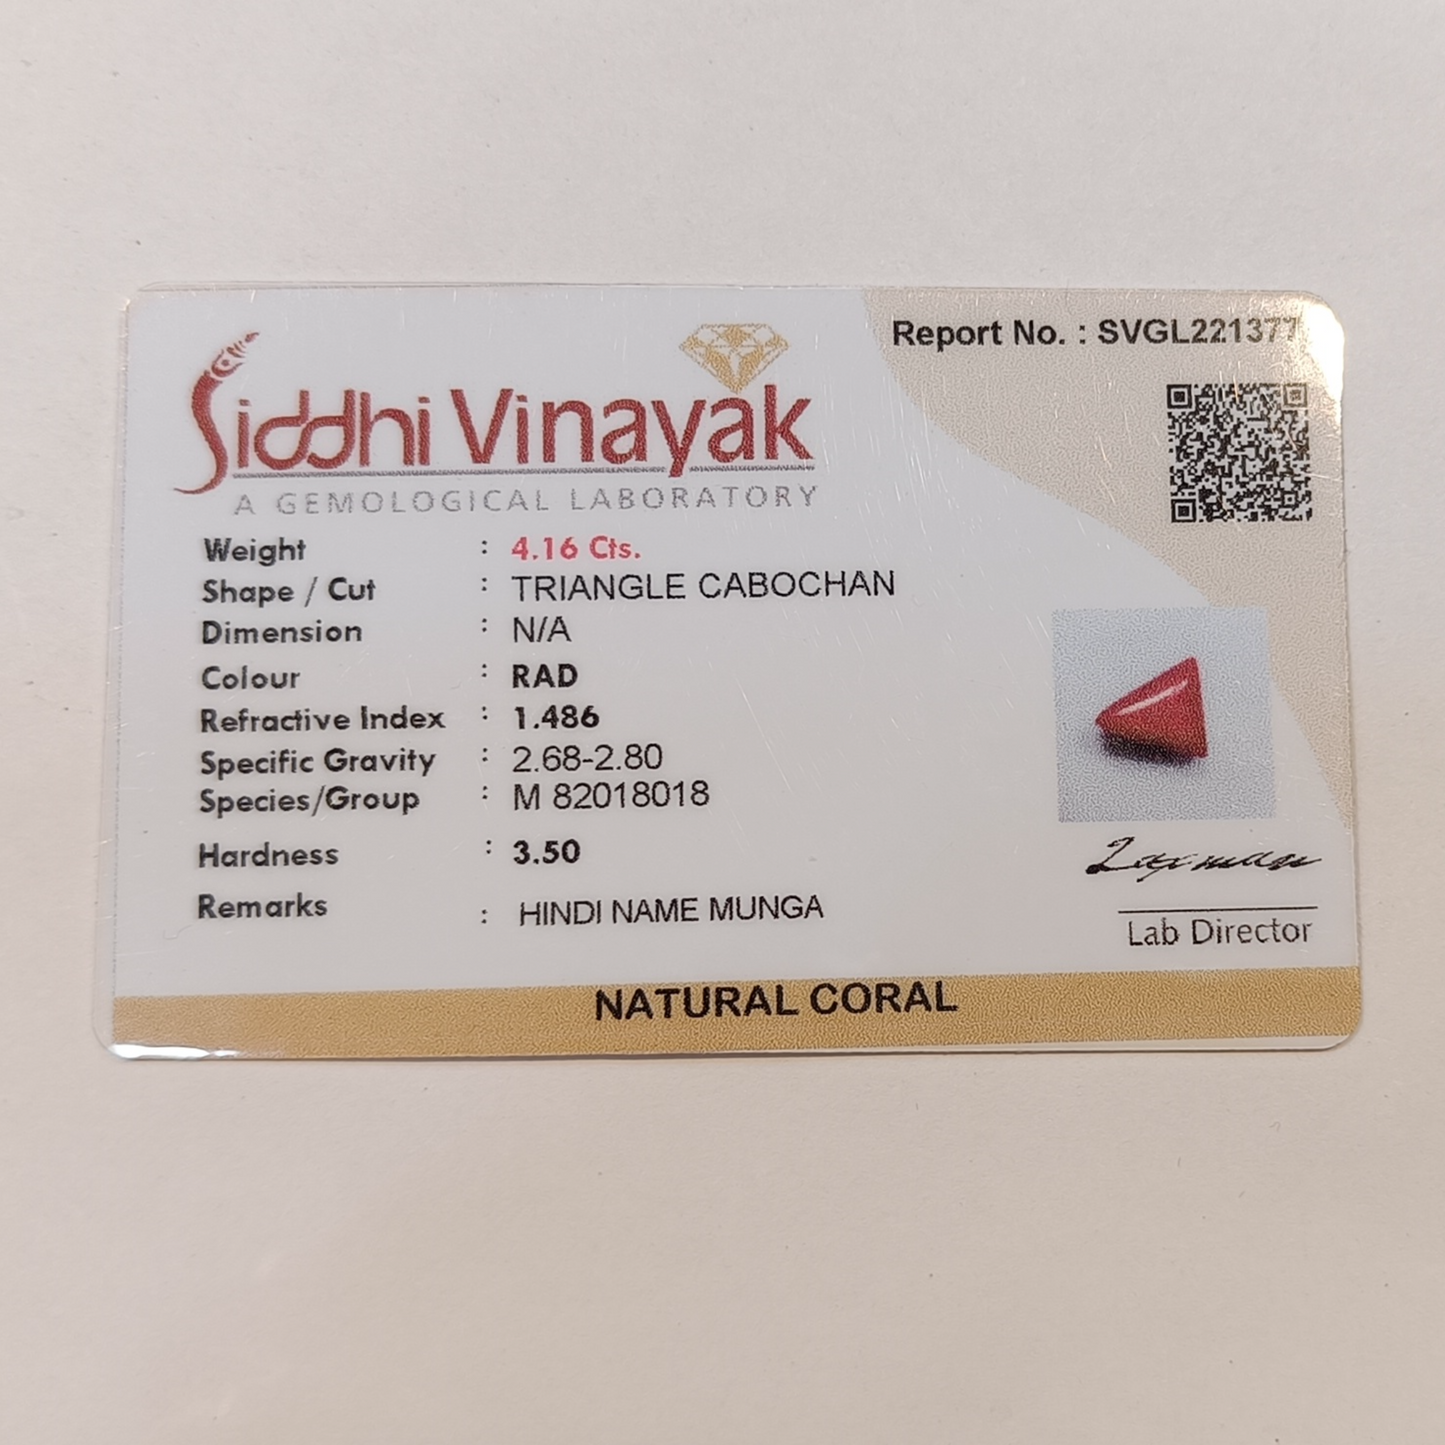 Siddhi Vinayak
A GEMOLOGICAL LABORATORY
Report No. : SVGL221377
Weight : 4.16 Cts.
Shape / Cut : TRIANGLE CABOCHAN
Dimension : N/A
Colour : RAD
Refractive Index : 1.486
Specific Gravity : 2.68-2.80
Species/Group : M 82018018
Hardness : 3.50
Remarks : HINDI NAME MUNGA
Laxman
Lab Director
NATURAL CORAL